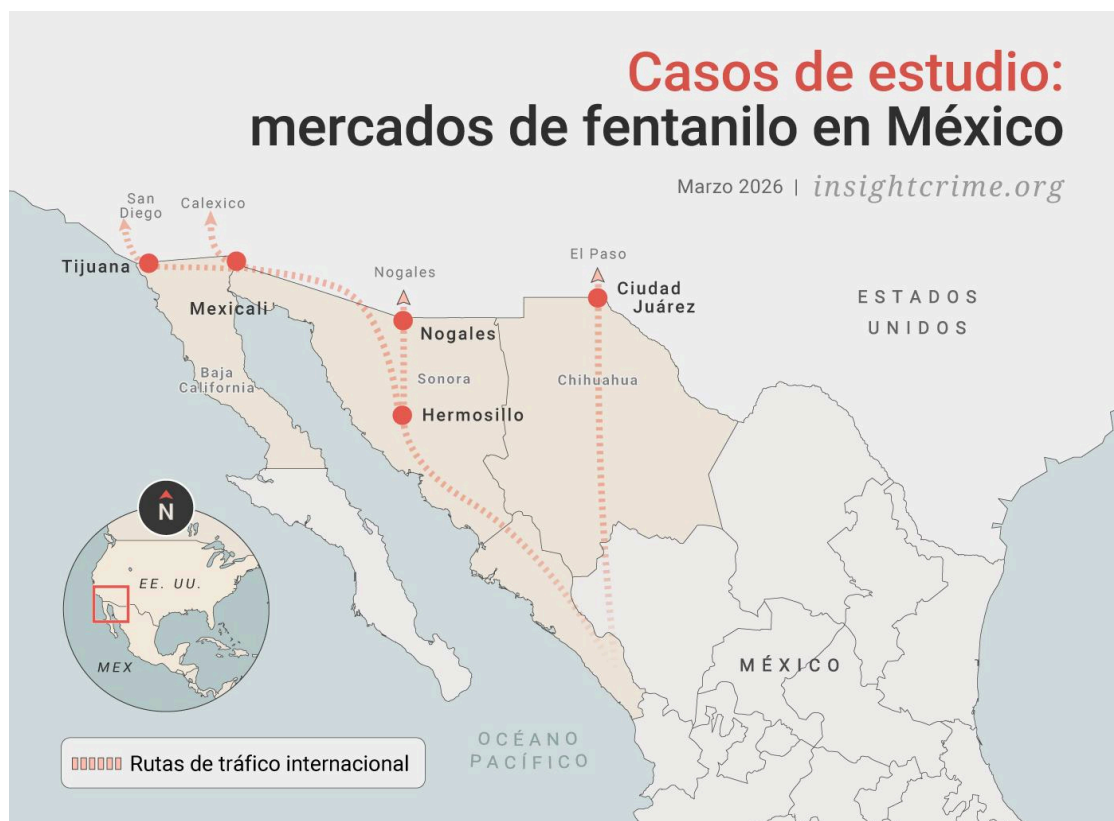 Casos de estudio:
mercados de fentanilo en México
Marzo 2026 | insightcrime.org
San
Diego
Calexico
Tijuana
Mexicali
Nogales
El Paso
Ciudad
Juárez
ESTADOS
UNIDOS
Nogales
Baja
California
Sonora
Chihuahua
Hermosillo
N
EE. UU.
MEX
MÉXICO
OCÉANO
PACÍFICO
Rutas de tráfico internacional